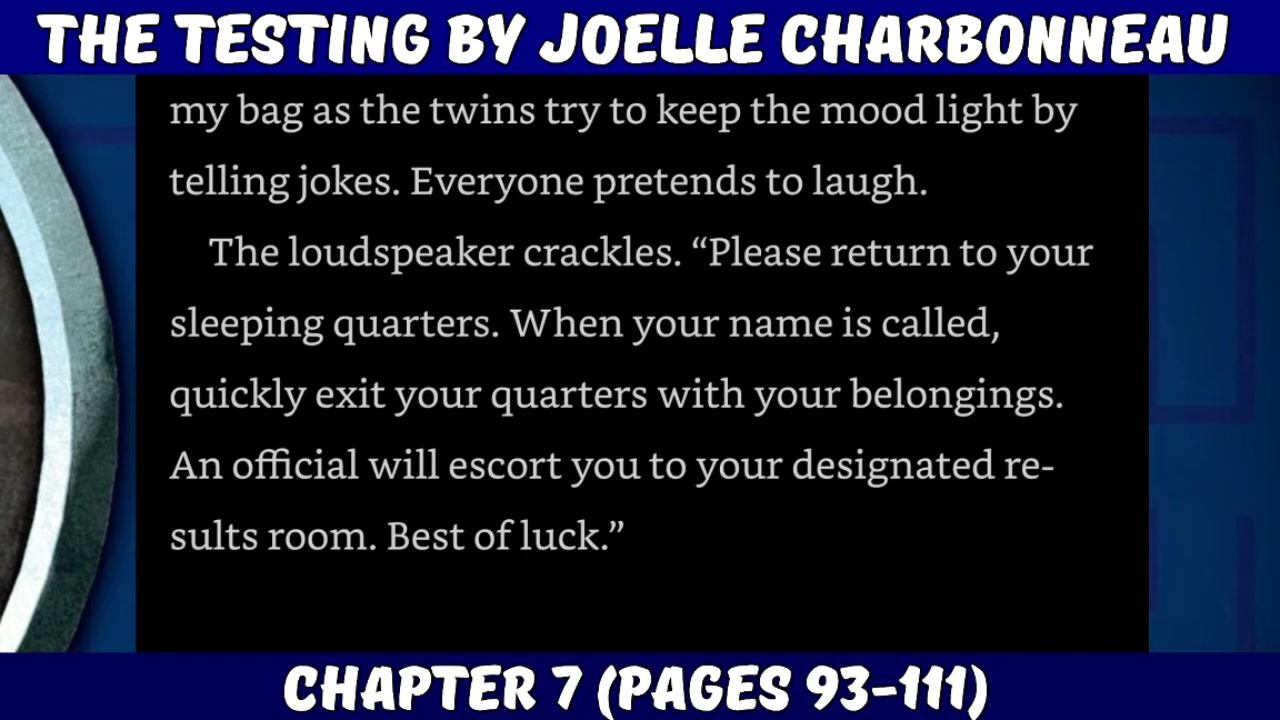 THE TESTING BY JOELLE CHARBONNEAU
my bag as the twins try to keep the mood light by
telling jokes. Everyone pretends to laugh.
The loudspeaker crackles. “Please return to your
sleeping quarters. When your name is called,
quickly exit your quarters with your belongings.
An official will escort you to your designated re-
sults room. Best of luck.”
CHAPTER 7 (PAGES 93-111)